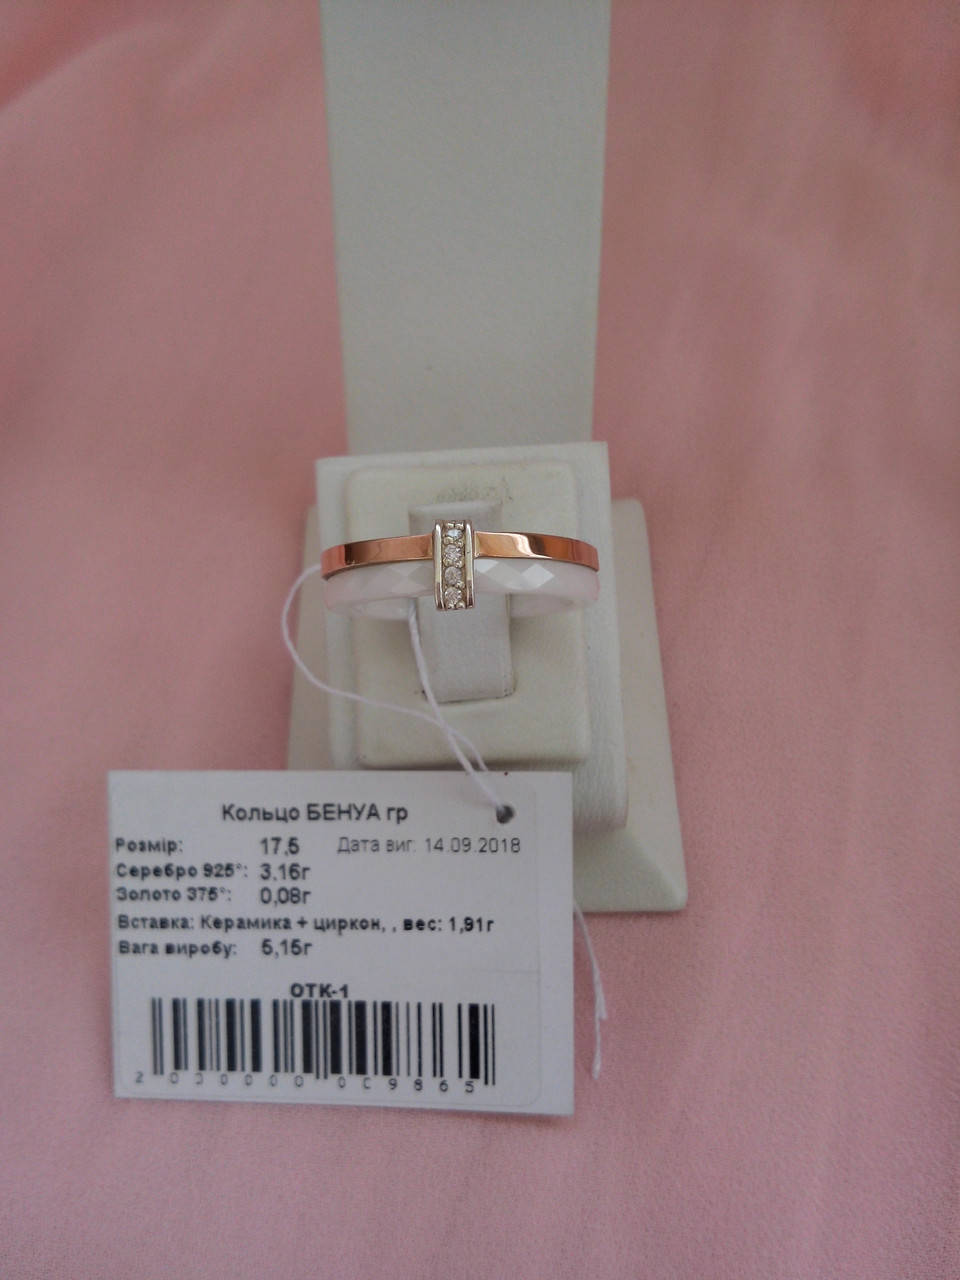 Кольцо БЕНУА гр
Розмір: 17,5 Дата виг. 14.09.2018
Серебро 925°: 3,16г
Золото 375°: 0,08г
Вставка: Керамика + циркон, , вес: 1,91г
Вага виробу: 5,15г
ОТК-1
2 000000 009865